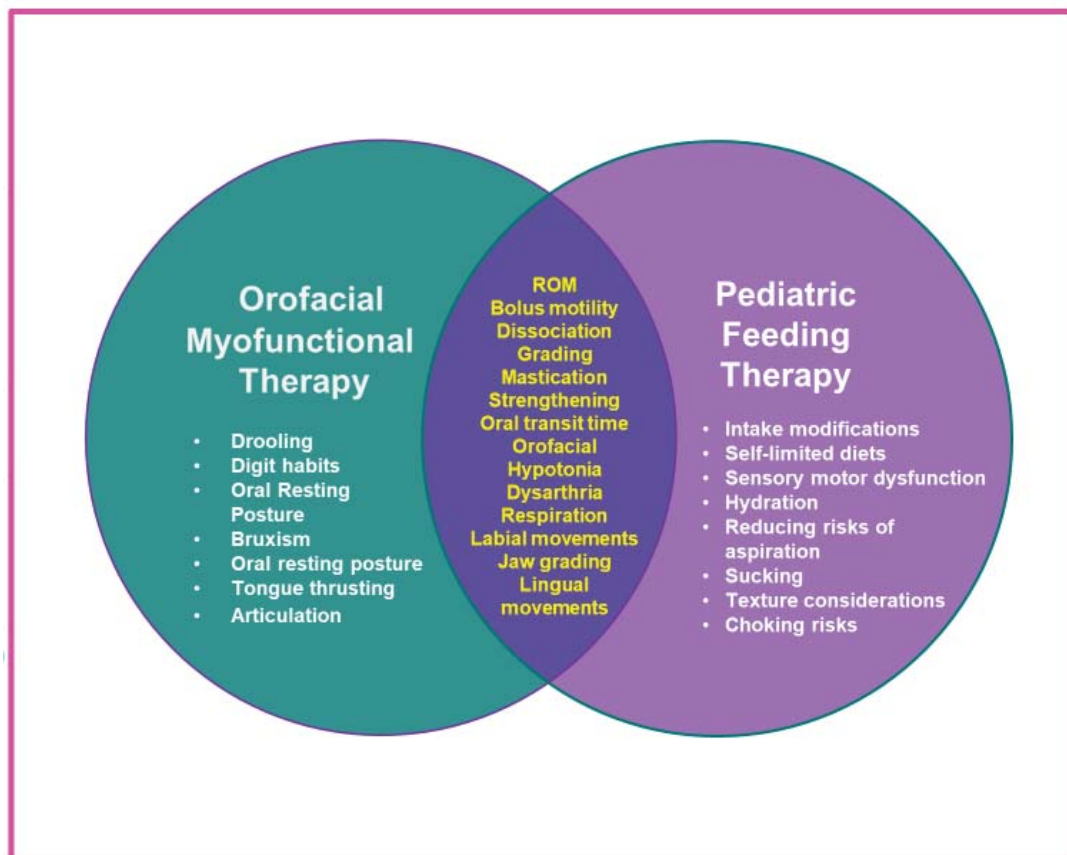 Orofacial
Myofunctional
Therapy
• Drooling
• Digit habits
• Oral Resting
Posture
• Bruxism
• Oral resting posture
• Tongue thrusting
• Articulation
ROM
Bolus motility
Dissociation
Grading
Mastication
Strengthening
Oral transit time
Orofacial
Hypotonia
Dysarthria
Respiration
Labial movements
Jaw grading
Lingual
movements
Pediatric
Feeding
Therapy
• Intake modifications
• Self-limited diets
• Sensory motor dysfunction
• Hydration
• Reducing risks of
aspiration
• Sucking
• Texture considerations
• Choking risks